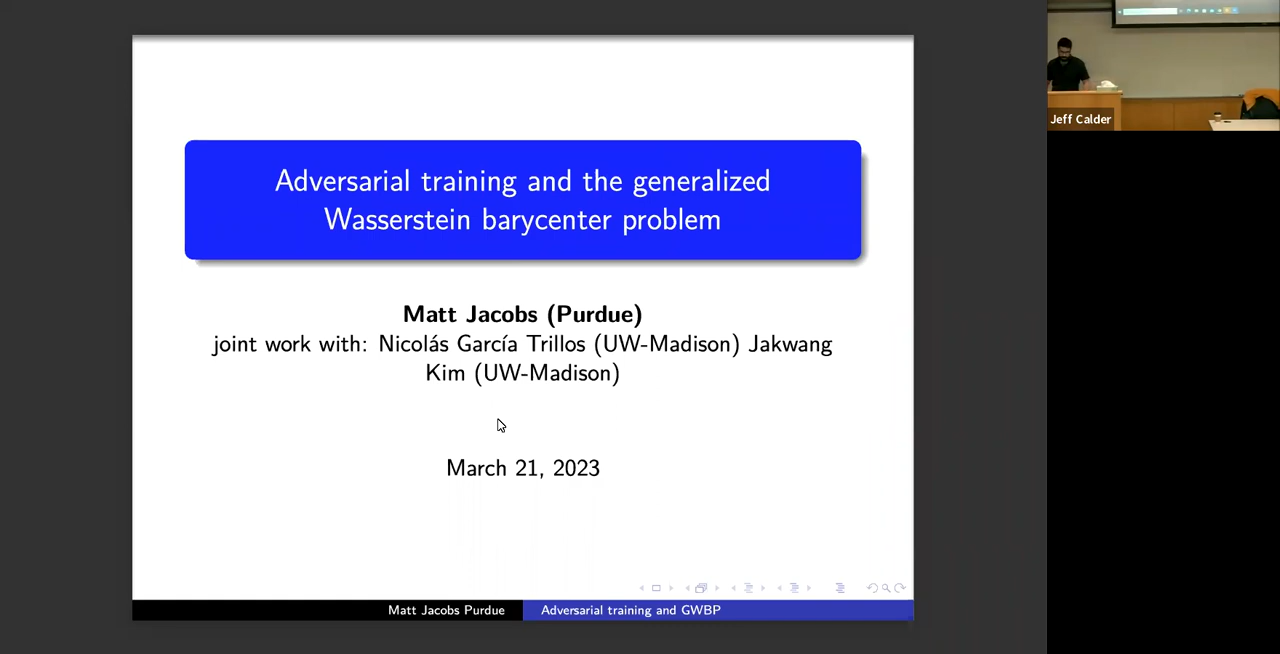 Adversarial training and the generalized
Wasserstein barycenter problem
Matt Jacobs (Purdue)
joint work with: Nicolás García Trillos (UW-Madison) Jakwang
Kim (UW-Madison)
March 21, 2023
Matt Jacobs Purdue
Adversarial training and GWBP
Jeff Calder